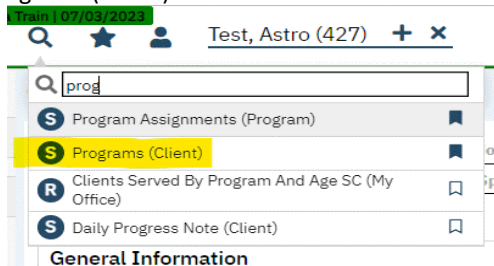 Train | 07/03/2023
Test, Astro (427)
prog
S Program Assignments (Program)
S Programs (Client)
R Clients Served By Program And Age SC (My
Office)
S Daily Progress Note (Client)
General Information